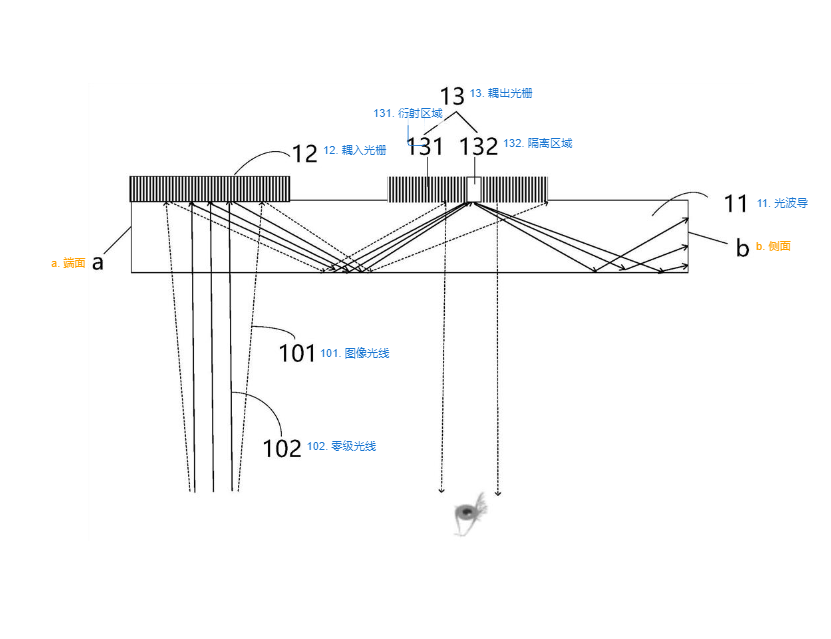 13 13. 耦出光栅
131. 衍射区域
131 132 132. 隔离区域
12 12. 耦入光栅
11 11. 光波导
b b. 侧面
a. 端面 a
101 101. 图像光线
102 102. 零级光线